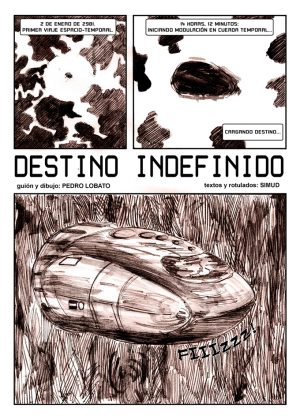 2 DE ENERO DE 2981.
PRIMER VIAJE ESPACIO-TEMPORAL.
14 HORAS, 12 MINUTOS:
INICIANDO MODULACIÓN EN CUERDA TEMPORAL...
CARGANDO DESTINO...
DESTINO INDEFINIDO
guión y dibujo: PEDRO LOBATO
textos y rotulados: SIMUD
FIIIZZZ!